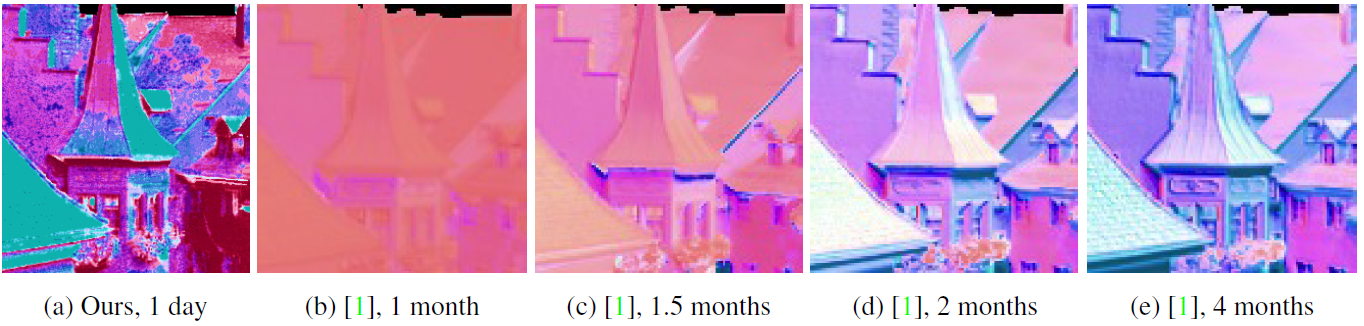 (a) Ours, 1 day
(b) [1], 1 month
(c) [1], 1.5 months
(d) [1], 2 months
(e) [1], 4 months